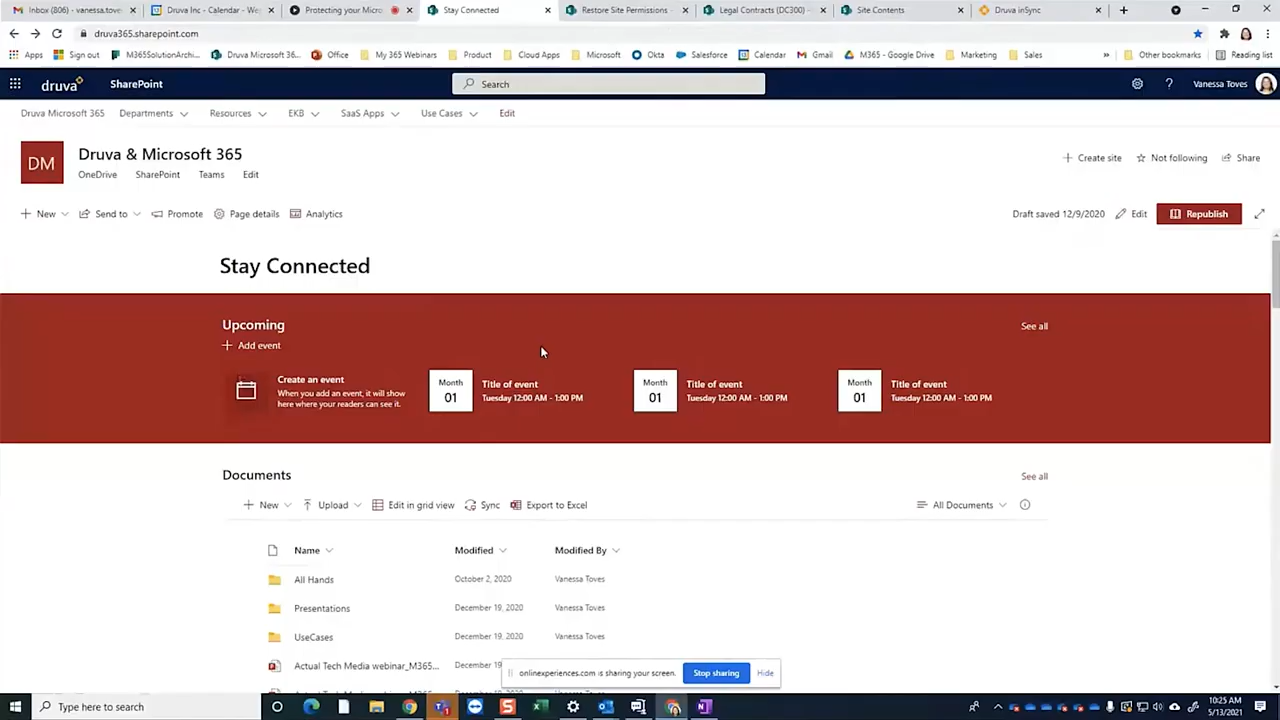 Inbox (806) - vanessa.tove
Druva Inc - Calendar - We
Protecting your Micro
Stay Connected
Restore Site Permissions -
Legal Contracts (DC300) -
Site Contents
Druva inSync
druva365.sharepoint.com
Apps
Sign out
M365SolutionArchi...
Druva Microsoft 36...
Office
My 365 Webinars
Product
Cloud Apps
Microsoft
Okta
Salesforce
Calendar
Gmail
M365 - Google Drive
Marketing
Sales
»
Other bookmarks
Reading list
druva
SharePoint
Search
?
Vanessa Toves
Druva Microsoft 365
Departments
Resources
EKB
SaaS Apps
Use Cases
Edit
DM
Druva & Microsoft 365
OneDrive
SharePoint
Teams
Edit
Create site
Not following
Share
New
Send to
Promote
Page details
Analytics
Draft saved 12/9/2020
Edit
Republish
Stay Connected
Upcoming
See all
Add event
Create an event
When you add an event, it will show
here where your readers can see it.
Month
01
Title of event
Tuesday 12:00 AM - 1:00 PM
Month
01
Title of event
Tuesday 12:00 AM - 1:00 PM
Month
01
Title of event
Tuesday 12:00 AM - 1:00 PM
Documents
See all
New
Upload
Edit in grid view
Sync
Export to Excel
All Documents
Name
Modified
Modified By
All Hands
October 2, 2020
Vanessa Toves
Presentations
December 19, 2020
Vanessa Toves
UseCases
December 19, 2020
Vanessa Toves
Actual Tech Media webinar_M365...
December 19
onlinexperiences.com is sharing your screen.
Stop sharing
Hide
Type here to search
10:25 AM
5/13/2021